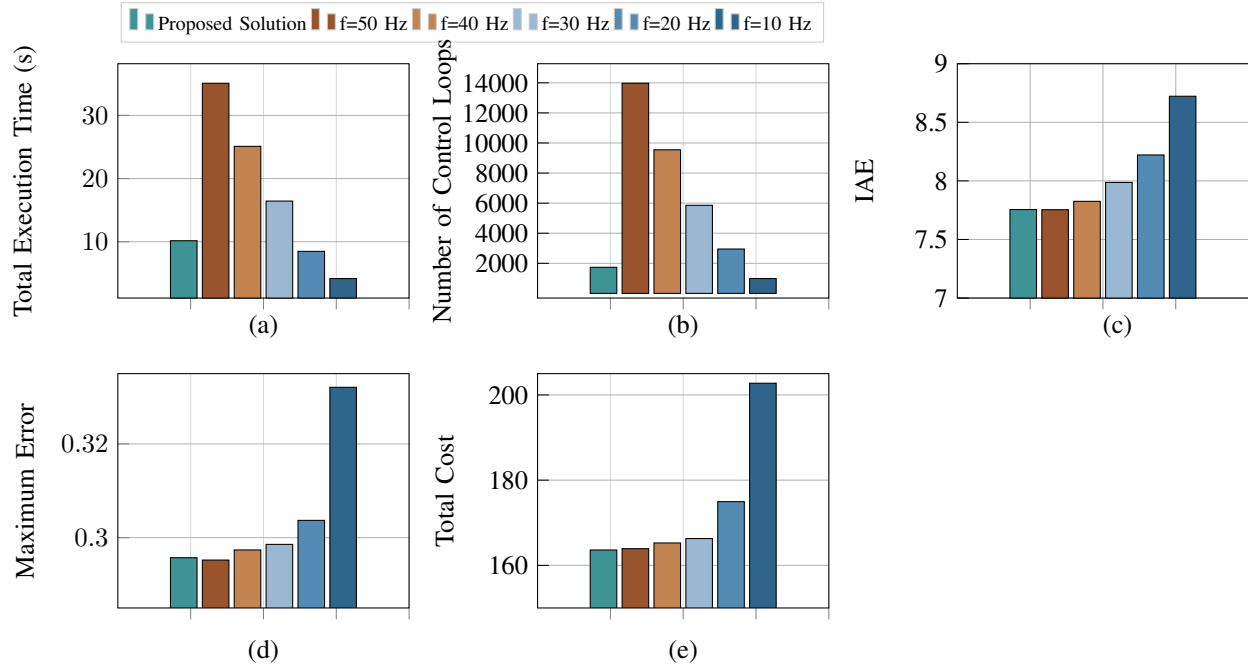 Proposed Solution f=50 Hz f=40 Hz f=30 Hz f=20 Hz f=10 Hz
Total Execution Time (s)
30
20
10
(a)
Number of Control Loops
14000
12000
10000
8000
6000
4000
2000
(b)
IAE
9
8.5
8
7.5
7
(c)
Maximum Error
0.32
0.3
(d)
Total Cost
200
180
160
(e)